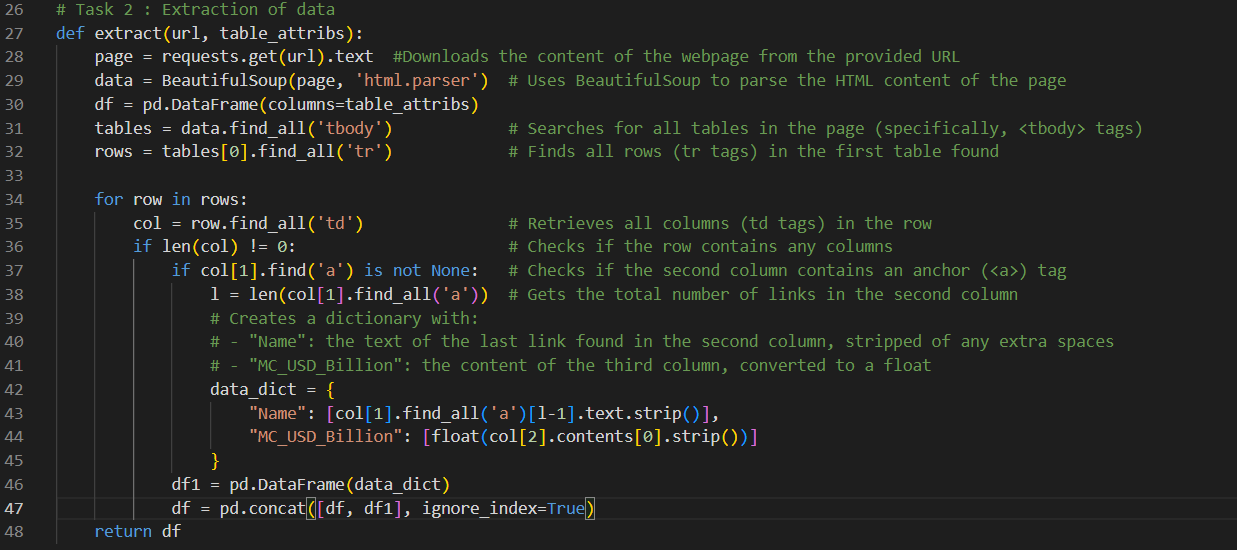 26 # Task 2 : Extraction of data
27 def extract(url, table_attribs):
28     page = requests.get(url).text  #Downloads the content of the webpage from the provided URL
29     data = BeautifulSoup(page, 'html.parser')  # Uses BeautifulSoup to parse the HTML content of the page
30     df = pd.DataFrame(columns=table_attribs)
31     tables = data.find_all('tbody')            # Searches for all tables in the page (specifically, <tbody> tags)
32     rows = tables[0].find_all('tr')            # Finds all rows (tr tags) in the first table found
33
34     for row in rows:
35         col = row.find_all('td')               # Retrieves all columns (td tags) in the row
36         if len(col) != 0:                      # Checks if the row contains any columns
37             if col[1].find('a') is not None:   # Checks if the second column contains an anchor (<a>) tag
38                 l = len(col[1].find_all('a'))  # Gets the total number of links in the second column
39                 # Creates a dictionary with:
40                 # - "Name": the text of the last link found in the second column, stripped of any extra spaces
41                 # - "MC_USD_Billion": the content of the third column, converted to a float
42                 data_dict = {
43                     "Name": [col[1].find_all('a')[l-1].text.strip()],
44                     "MC_USD_Billion": [float(col[2].contents[0].strip())]
45                 }
46             df1 = pd.DataFrame(data_dict)
47             df = pd.concat([df, df1], ignore_index=True)
48     return df